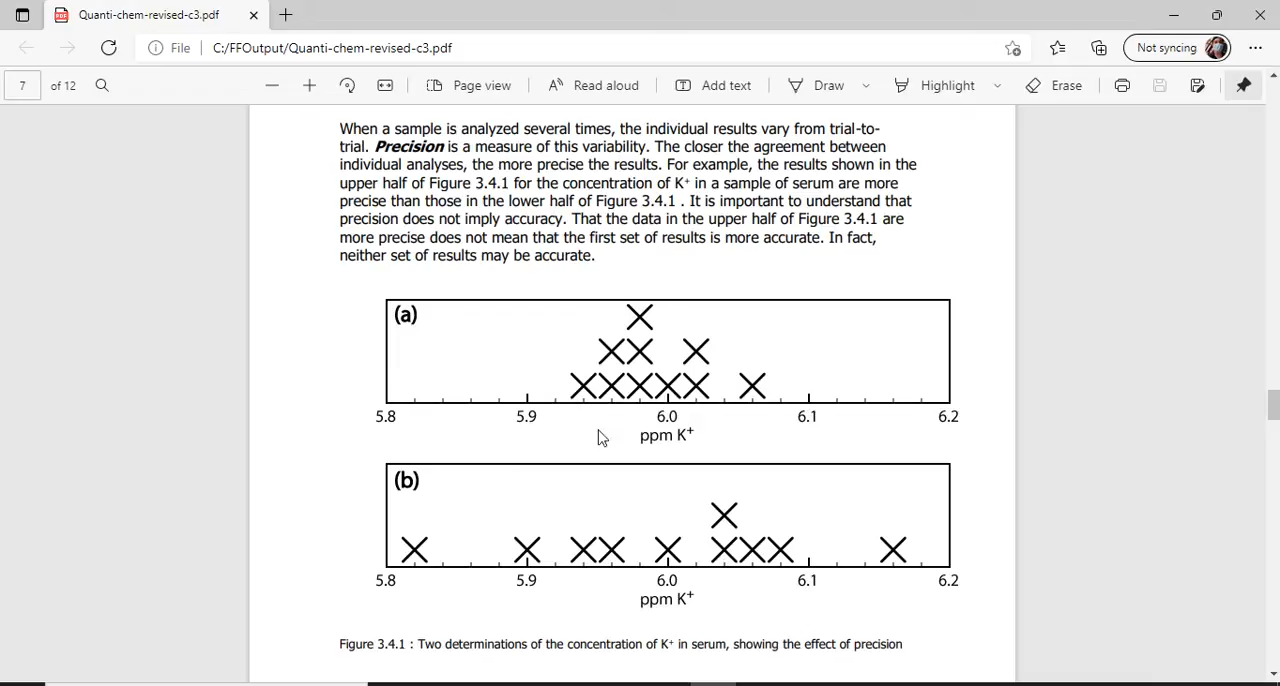 Quanti-chem-revised-c3.pdf
File C:/FFOutput/Quanti-chem-revised-c3.pdf Not syncing
7 of 12 Page view Read aloud Add text Draw Highlight Erase
When a sample is analyzed several times, the individual results vary from trial-to-
trial. Precision is a measure of this variability. The closer the agreement between
individual analyses, the more precise the results. For example, the results shown in the
upper half of Figure 3.4.1 for the concentration of K⁺ in a sample of serum are more
precise than those in the lower half of Figure 3.4.1 . It is important to understand that
precision does not imply accuracy. That the data in the upper half of Figure 3.4.1 are
more precise does not mean that the first set of results is more accurate. In fact,
neither set of results may be accurate.
(a)
5.8 5.9 6.0 6.1 6.2
ppm K⁺
(b)
5.8 5.9 6.0 6.1 6.2
ppm K⁺
Figure 3.4.1 : Two determinations of the concentration of K⁺ in serum, showing the effect of precision